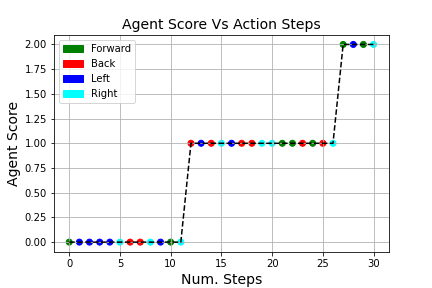 Agent Score Vs Action Steps
Agent Score
2.00
1.75
1.50
1.25
1.00
0.75
0.50
0.25
0.00
Forward
Back
Left
Right
0 5 10 15 20 25 30
Num. Steps